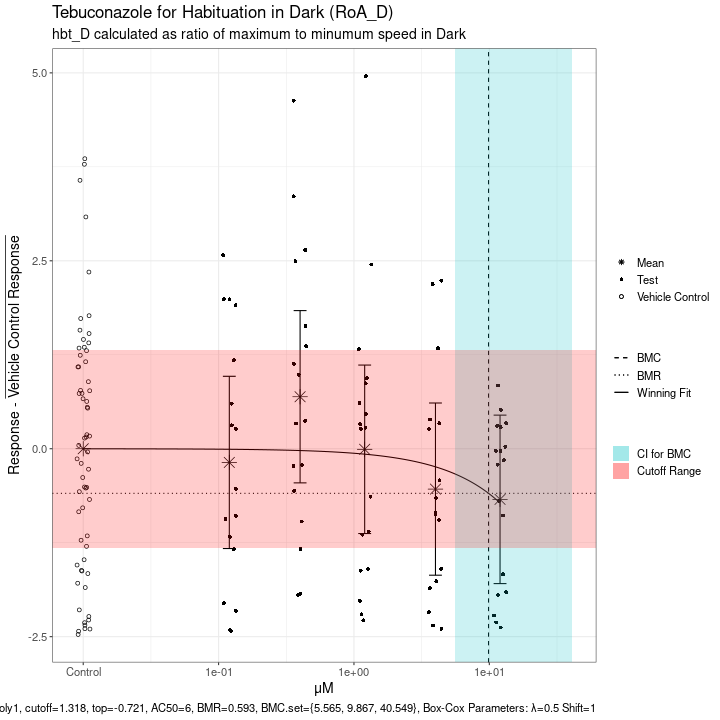 Tebuconazole for Habituation in Dark (RoA_D)
hbt_D calculated as ratio of maximum to minumum speed in Dark
Response - Vehicle Control Response
5.0
2.5
0.0
-2.5
Control
1e-01
1e+00
1e+01
μM
Mean
Test
Vehicle Control
BMC
BMR
Winning Fit
CI for BMC
Cutoff Range
oly1, cutoff=1.318, top=-0.721, AC50=6, BMR=0.593, BMC.set={5.565, 9.867, 40.549}, Box-Cox Parameters: λ=0.5 Shift=1